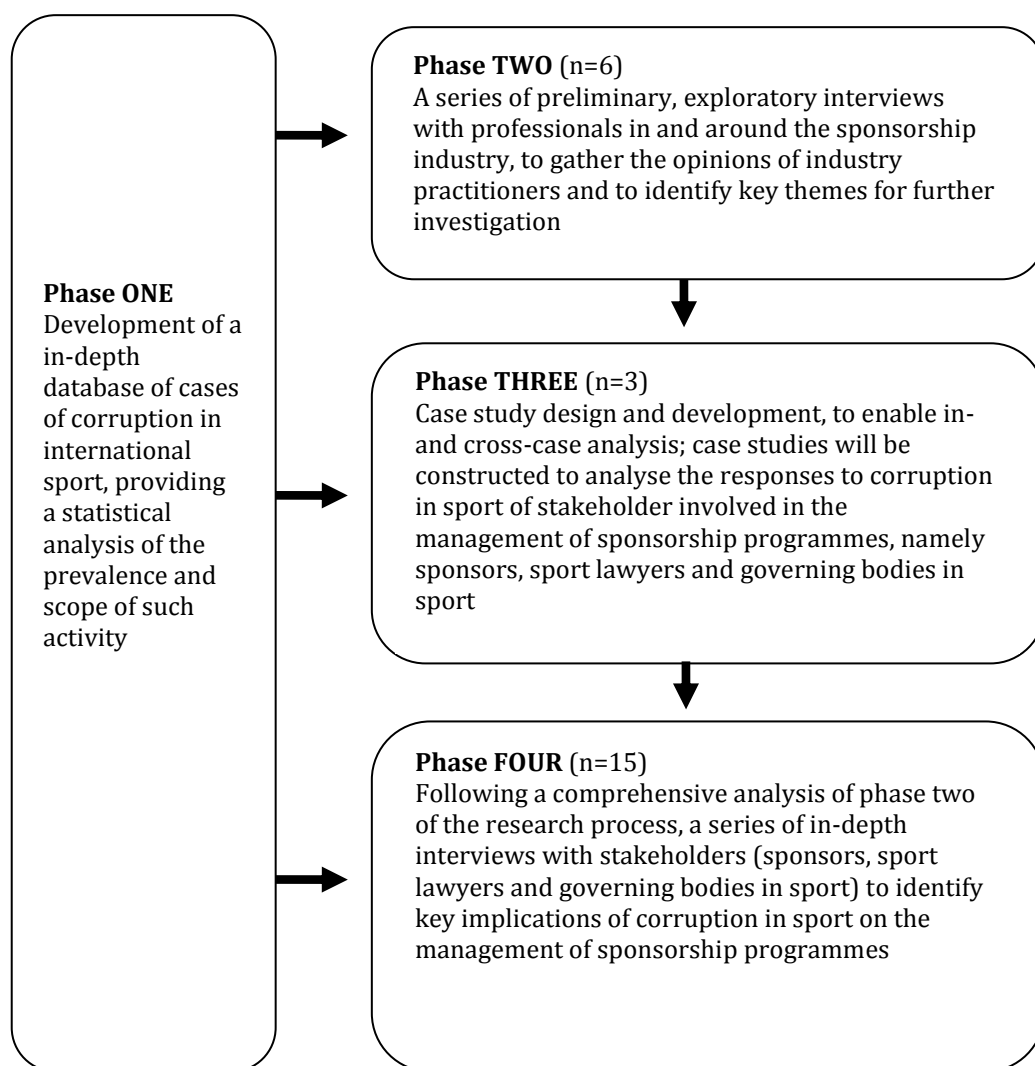 Phase ONE
Development of a
in-depth
database of cases
of corruption in
international
sport, providing
a statistical
analysis of the
prevalence and
scope of such
activity
Phase TWO (n=6)
A series of preliminary, exploratory interviews
with professionals in and around the sponsorship
industry, to gather the opinions of industry
practitioners and to identify key themes for further
investigation
Phase THREE (n=3)
Case study design and development, to enable in-
and cross-case analysis; case studies will be
constructed to analyse the responses to corruption
in sport of stakeholder involved in the
management of sponsorship programmes, namely
sponsors, sport lawyers and governing bodies in
sport
Phase FOUR (n=15)
Following a comprehensive analysis of phase two
of the research process, a series of in-depth
interviews with stakeholders (sponsors, sport
lawyers and governing bodies in sport) to identify
key implications of corruption in sport on the
management of sponsorship programmes